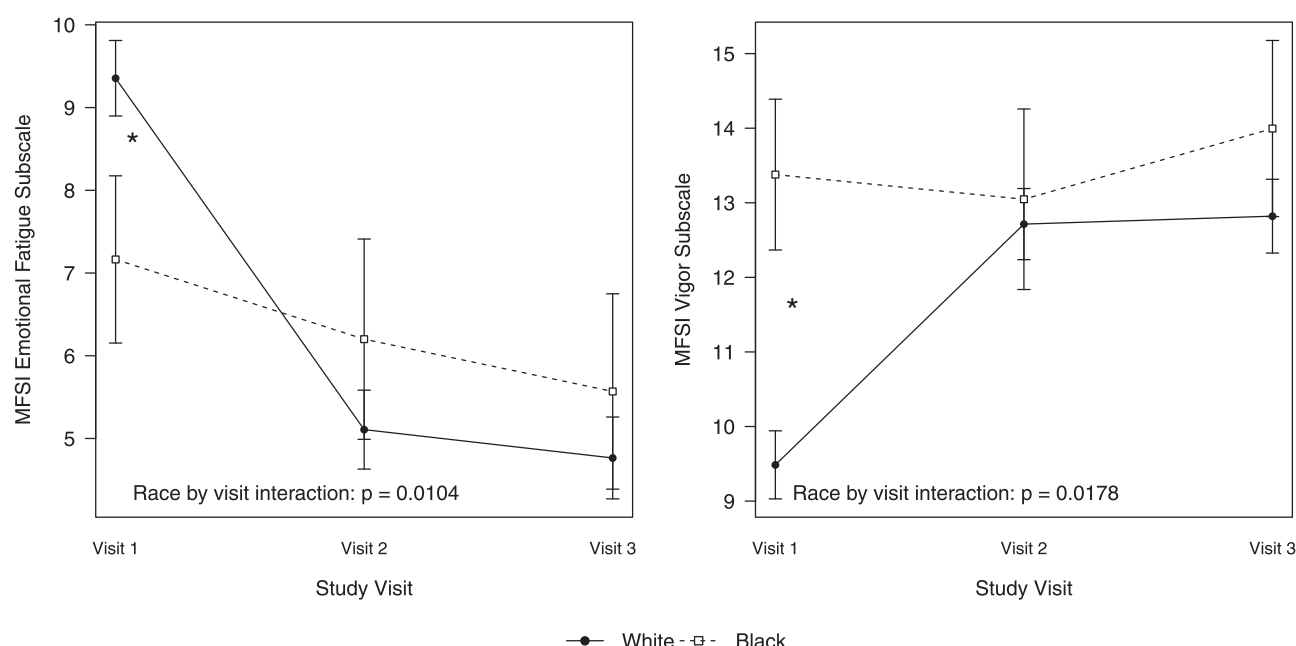 MFSI Emotional Fatigue Subscale
10
9
8
7
6
5
*
Race by visit interaction: p = 0.0104
Visit 1 Visit 2 Visit 3
Study Visit
MFSI Vigor Subscale
15
14
13
12
11
10
9
*
Race by visit interaction: p = 0.0178
Visit 1 Visit 2 Visit 3
Study Visit
White Black